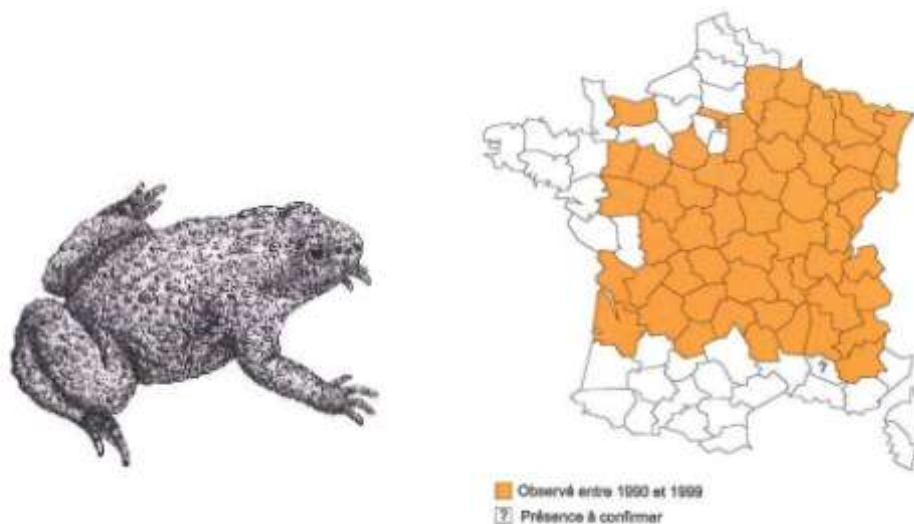 ?
Observé entre 1990 et 1999
? Présence à confirmer